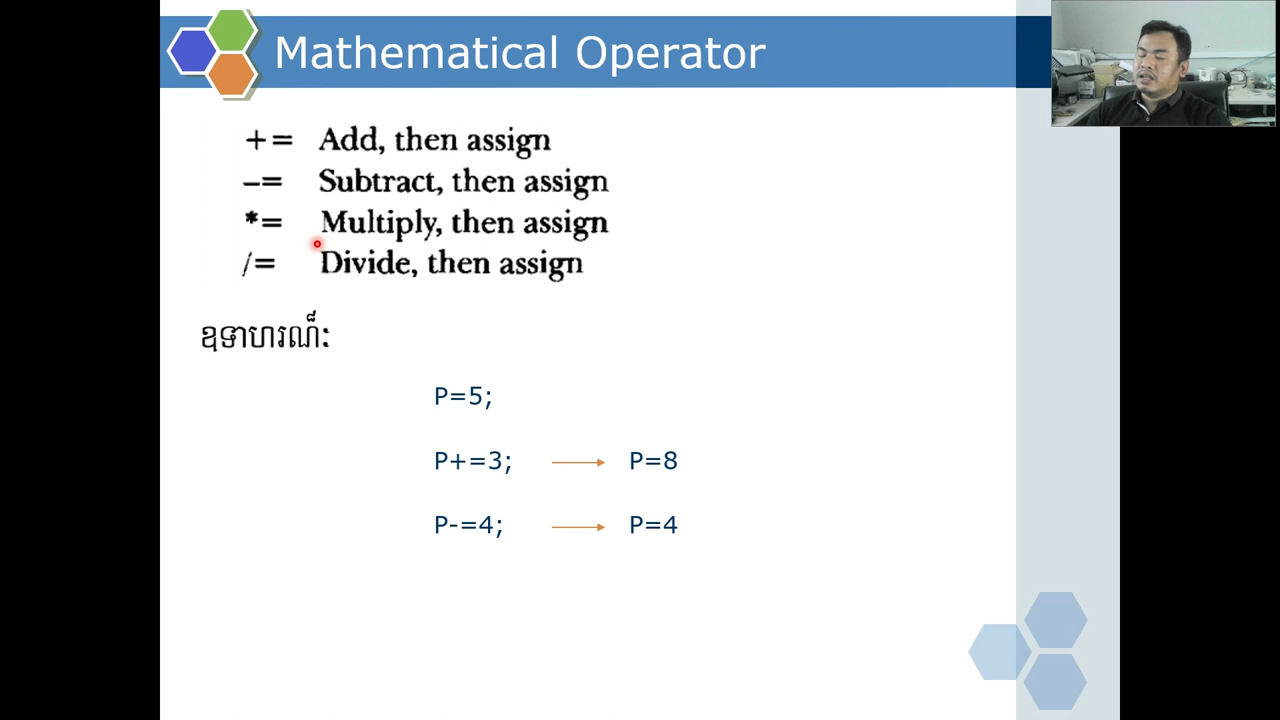 Mathematical Operator
+= Add, then assign
-= Subtract, then assign
*= Multiply, then assign
/= Divide, then assign
ឧទាហរណ៏ៈ
P=5;
P+=3; → P=8
P-=4; → P=4